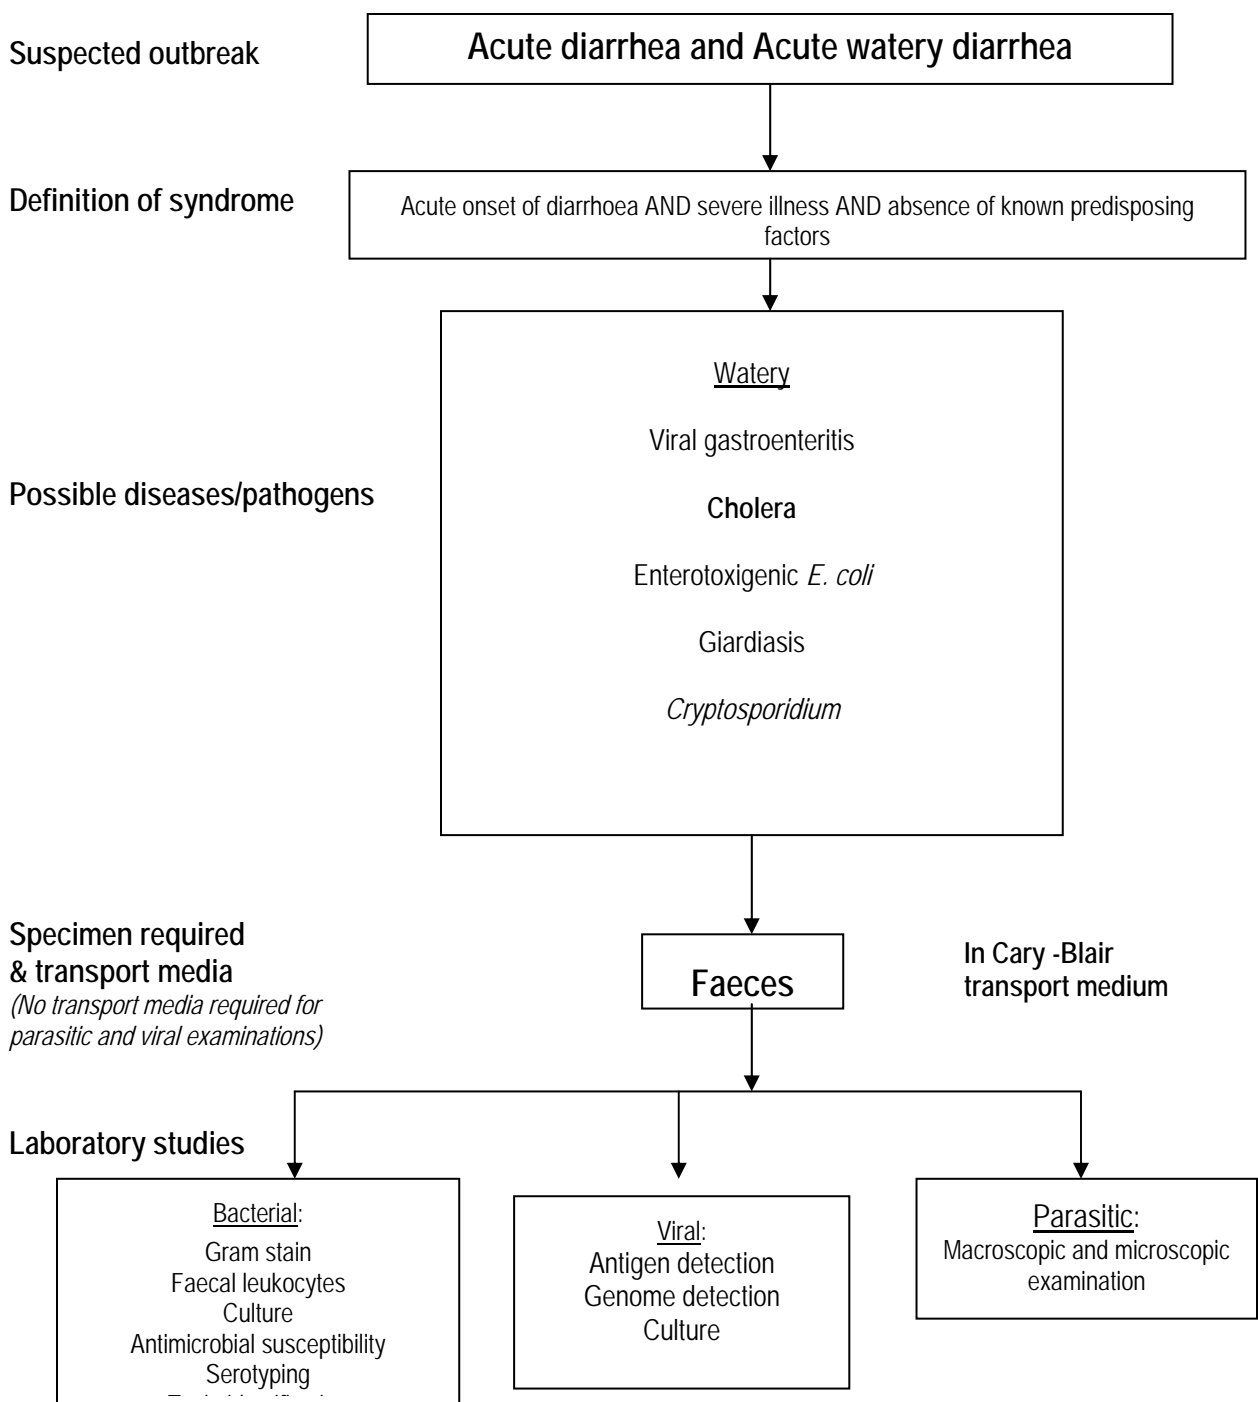 Suspected outbreak
Acute diarrhea and Acute watery diarrhea
Definition of syndrome
Acute onset of diarrhoea AND severe illness AND absence of known predisposing
factors
Possible diseases/pathogens
Watery
Viral gastroenteritis
Cholera
Enterotoxigenic E. coli
Giardiasis
Cryptosporidium
Specimen required
& transport media
(No transport media required for
parasitic and viral examinations)
Faeces
In Cary -Blair
transport medium
Laboratory studies
Bacterial:
Gram stain
Faecal leukocytes
Culture
Antimicrobial susceptibility
Serotyping
Viral:
Antigen detection
Genome detection
Culture
Parasitic:
Macroscopic and microscopic
examination